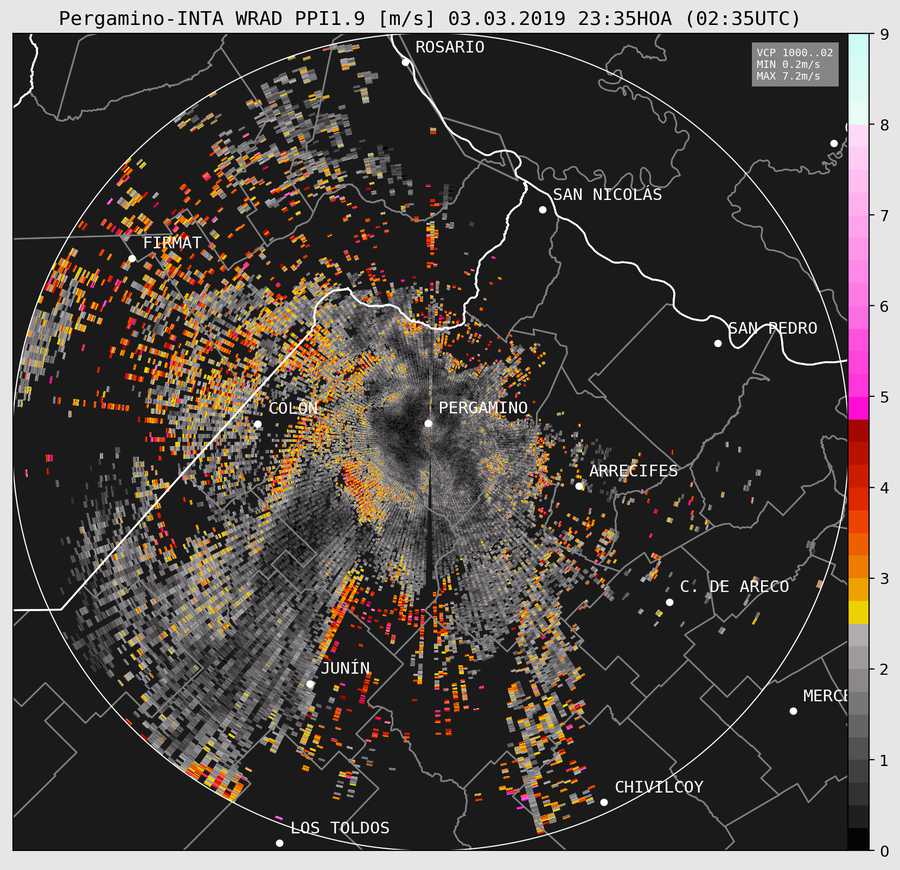 Pergamino-INTA WRAD PPI1.9 [m/s] 03.03.2019 23:35HOA (02:35UTC)
VCP 1000..02
MIN 0.2m/s
MAX 7.2m/s
ROSARIO
SAN NICOLÁS
FIRMAT
SAN PEDRO
COLÓN
PERGAMINO
ARRECIFES
C. DE ARECO
JUNÍN
MERCE
CHIVILCOY
LOS TOLDOS
9
8
7
6
5
4
3
2
1
0